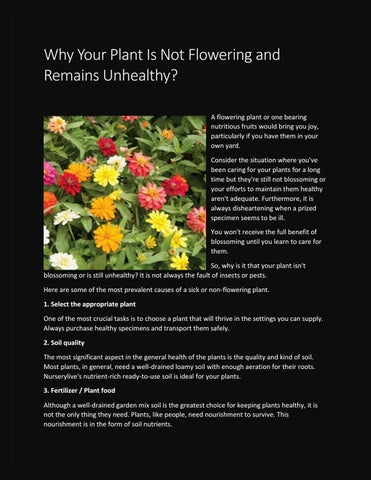 Why Your Plant Is Not Flowering and
Remains Unhealthy?
A flowering plant or one bearing
nutritious fruits would bring you joy,
particularly if you have them in your
own yard.
Consider the situation where you've
been caring for your plants for a long
time but they're still not blossoming or
your efforts to maintain them healthy
aren't adequate. Furthermore, it is
always disheartening when a prized
specimen seems to be ill.
You won't receive the full benefit of
blossoming until you learn to care for
them.
So, why is it that your plant isn't
blossoming or is still unhealthy? It is not always the fault of insects or pests.
Here are some of the most prevalent causes of a sick or non-flowering plant.
1. Select the appropriate plant
One of the most crucial tasks is to choose a plant that will thrive in the settings you can supply.
Always purchase healthy specimens and transport them safely.
2. Soil quality
The most significant aspect in the general health of the plants is the quality and kind of soil.
Most plants, in general, need a well-drained loamy soil with enough aeration for their roots.
Nurserylive's nutrient-rich ready-to-use soil is ideal for your plants.
3. Fertilizer / Plant food
Although a well-drained garden mix soil is the greatest choice for keeping plants healthy, it is
not the only thing they need. Plants, like people, need nourishment to survive. This
nourishment is in the form of soil nutrients.